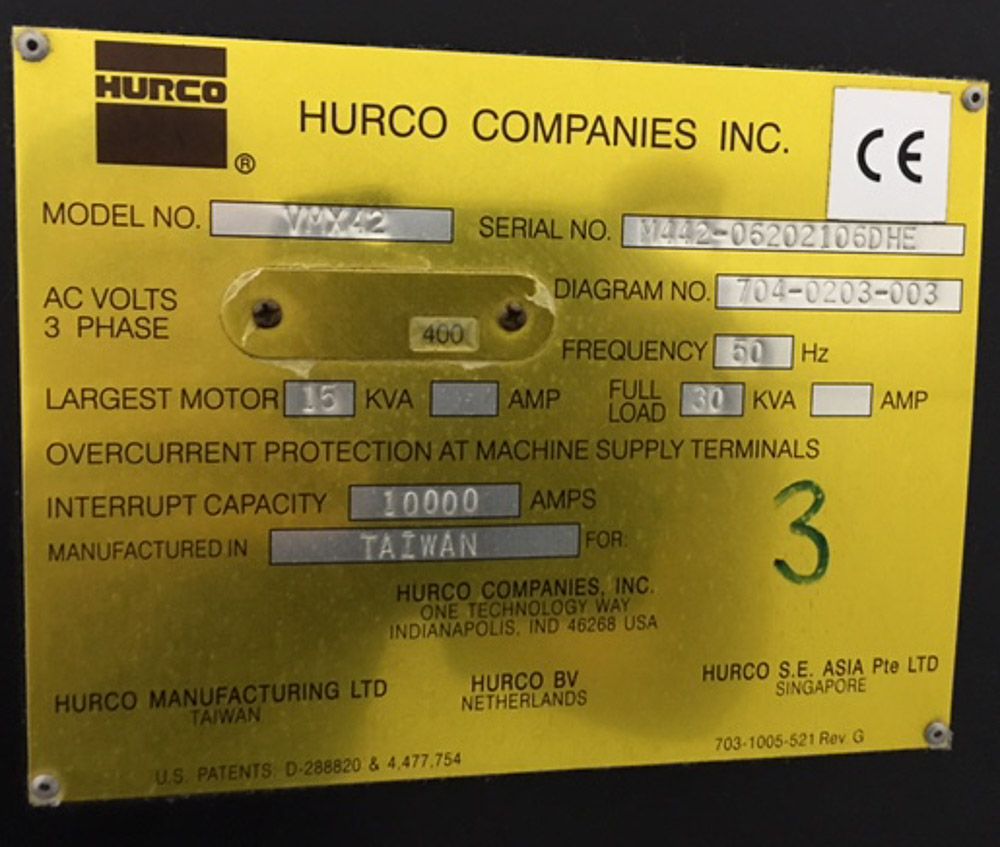 HURCO
®
HURCO COMPANIES INC.
CE
MODEL NO. VMX42 SERIAL NO. M442-06202106DHE
AC VOLTS
3 PHASE
400
DIAGRAM NO. 704-0203-003
FREQUENCY 50 Hz
LARGEST MOTOR 15 KVA AMP FULL LOAD 30 KVA AMP
OVERCURRENT PROTECTION AT MACHINE SUPPLY TERMINALS
INTERRUPT CAPACITY 10000 AMPS
3
MANUFACTURED IN TAIWAN FOR:
HURCO COMPANIES, INC.
ONE TECHNOLOGY WAY
INDIANAPOLIS, IND 46268 USA
HURCO MANUFACTURING LTD
TAIWAN
HURCO BV
NETHERLANDS
HURCO S.E. ASIA Pte LTD
SINGAPORE
U.S. PATENTS: D-288820 & 4,477,754
703-1005-521 Rev G